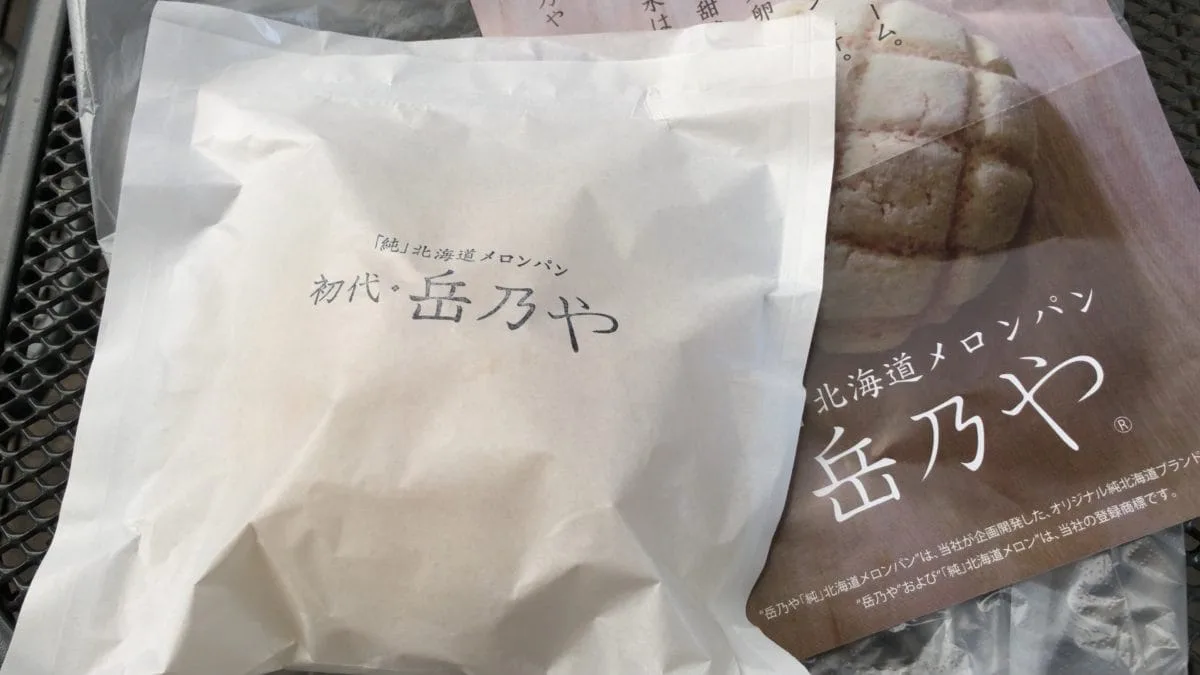 「純」北海道メロンパン
初代・岳乃や
卵
甜
ーム。
北海道メロンパン
岳乃や®
"岳乃や「純」北海道メロンパン"は、当社が企画開発した、オリジナル純北海道ブランド
"岳乃や"および"「純」北海道メロン"は、当社の登録商標です。